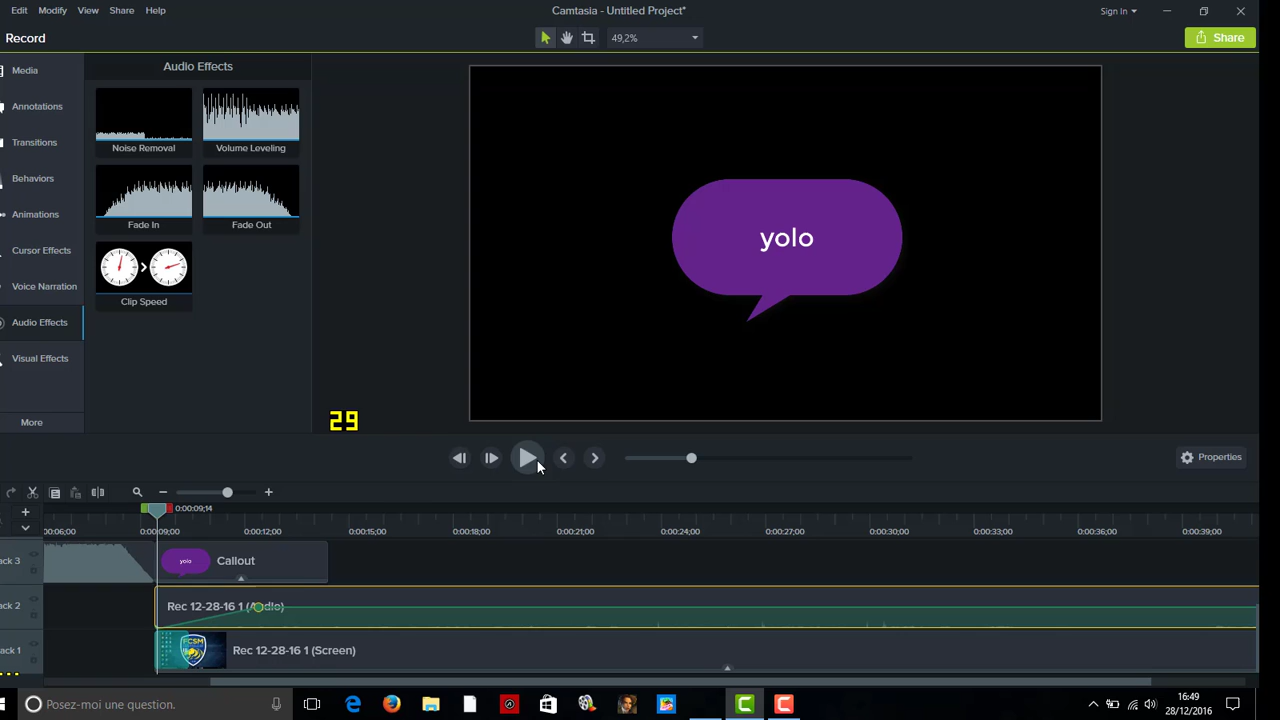 Edit Modify View Share Help
Camtasia - Untitled Project*
Sign In
Record
49,2%
Share
Media
Annotations
Transitions
Behaviors
Animations
Cursor Effects
Voice Narration
Audio Effects
Visual Effects
More
Audio Effects
Noise Removal
Volume Leveling
Fade In
Fade Out
Clip Speed
yolo
29
Properties
0:00:09;14
0:00:06;00 0:00:09;00 0:00:12;00 0:00:15;00 0:00:18;00 0:00:21;00 0:00:24;00 0:00:27;00 0:00:30;00 0:00:33;00 0:00:36;00 0:00:39;00
ack 3
yolo
Callout
ack 2
Rec 12-28-16 1 (Audio)
ack 1
FCSM
Rec 12-28-16 1 (Screen)
Posez-moi une question.
16:49
28/12/2016